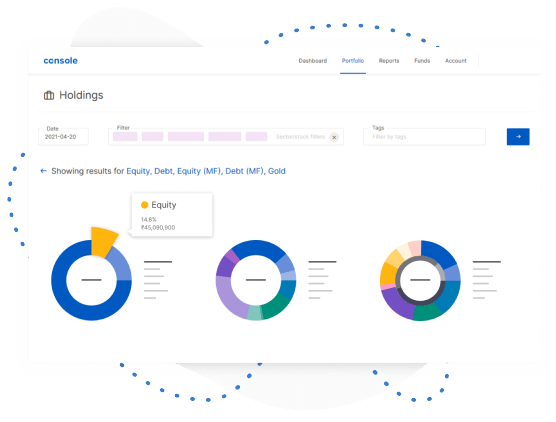 console
Dashboard Portfolio Reports Funds Account
Holdings
Date
2021-04-20
Filter
Sector/stock filters
Tags
Filter by tags
← Showing results for Equity, Debt, Equity (MF), Debt (MF), Gold
Equity
14.8%
₹45,090,900